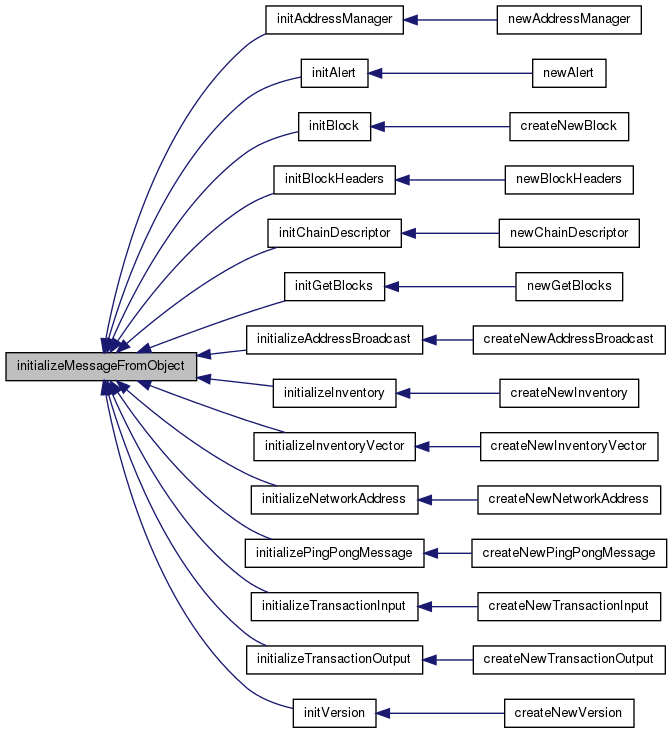 initAddressManager
newAddressManager
initAlert
newAlert
initBlock
createNewBlock
initBlockHeaders
newBlockHeaders
initChainDescriptor
newChainDescriptor
initGetBlocks
newGetBlocks
initializeAddressBroadcast
createNewAddressBroadcast
initializeMessageFromObject
initializeInventory
createNewInventory
initializeInventoryVector
createNewInventoryVector
initializeNetworkAddress
createNewNetworkAddress
initializePingPongMessage
createNewPingPongMessage
initializeTransactionInput
createNewTransactionInput
initializeTransactionOutput
createNewTransactionOutput
initVersion
createNewVersion